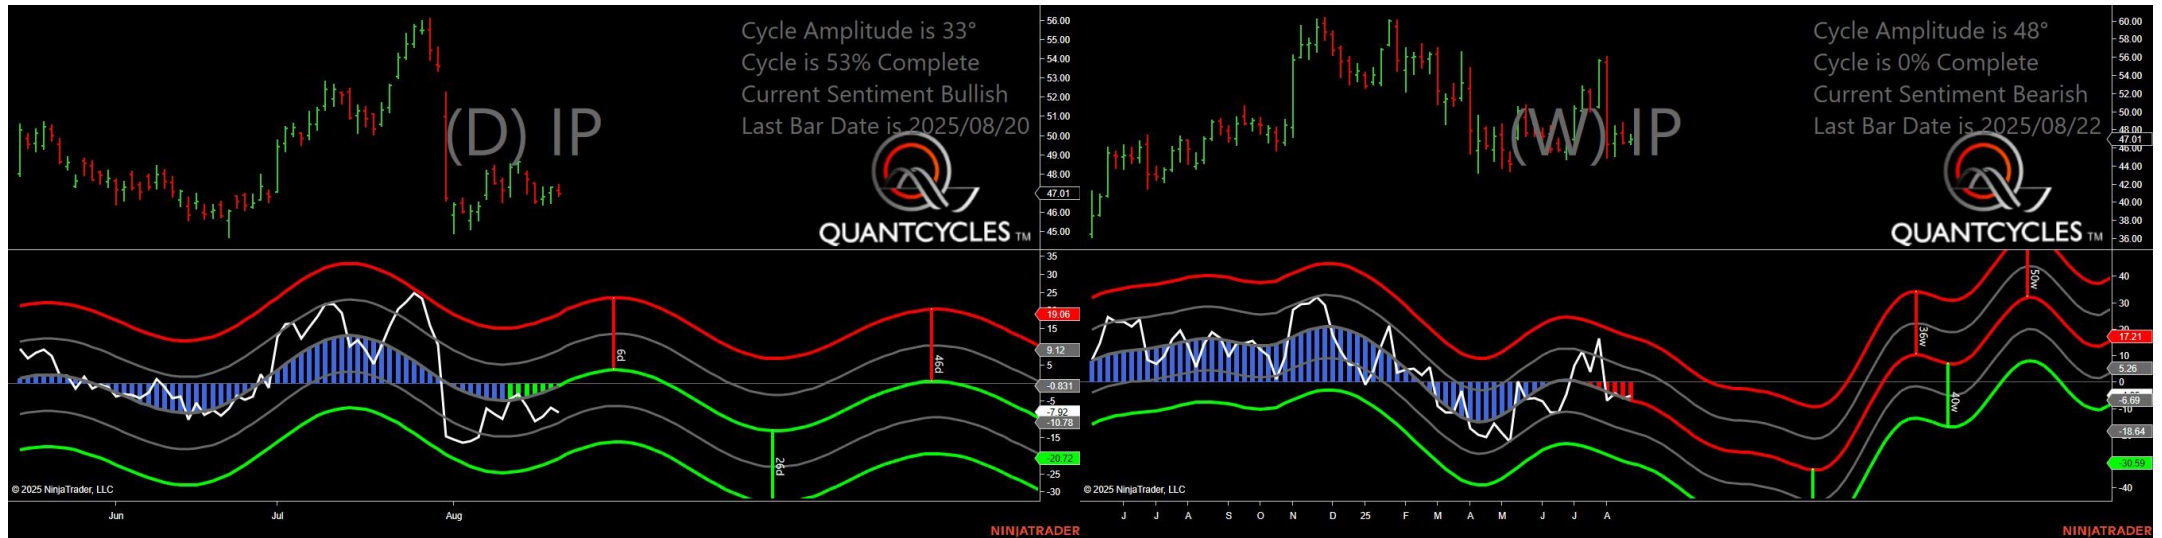 Cycle Amplitude is 33°
Cycle is 53% Complete
Current Sentiment Bullish
Last Bar Date is 2025/08/20
(D) IP
QUANTCYCLES TM
56.00
55.00
54.00
53.00
52.00
51.00
50.00
49.00
48.00
47.01
46.00
45.00
35
30
25
19.06
15
9.12
5
-0.831
-5
-7.92
-10.78
-15
-20.72
-25
-30
6d
26d
46d
© 2025 NinjaTrader, LLC
Jun
Jul
Aug
NINJATRADER
Cycle Amplitude is 48°
Cycle is 0% Complete
Current Sentiment Bearish
Last Bar Date is 2025/08/22
(W) IP
QUANTCYCLES TM
60.00
58.00
56.00
54.00
52.00
50.00
48.00
47.01
46.00
44.00
42.00
40.00
38.00
36.00
40
30
20
17.21
10
5.26
0
-6.69
-10
-18.64
-30.59
-40
36w
40w
50w
© 2025 NinjaTrader, LLC
J
J
A
S
O
N
D
25
F
M
A
M
J
J
A
NINJATRADER